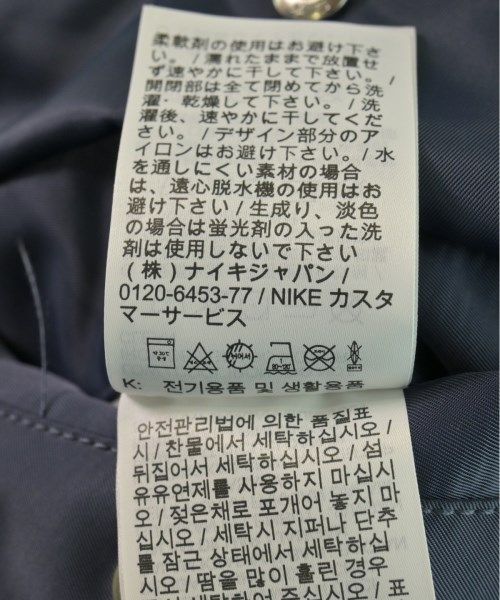 柔軟剤の使用はお避け下さ
い。/ 濡れたままで放置せ
ず速やかに干して下さい。/
開閉部は全て閉めてから洗
濯・乾燥して下さい。/ 洗
濯後、速やかに干してくだ
さい。/ デザイン部分のア
イロンはお避け下さい。/ 水
を通しにくい素材の場合
は、遠心脱水機の使用はお
避け下さい / 生成り、淡色
の場合は蛍光剤の入った洗
剤は使用しないで下さい
(株) ナイキジャパン /
0120-6453-77 / NIKE カスタ
マーサービス
K: 전기용품 및 생활용품
안전관리법에 의한 품질표
시 / 찬물에서 세탁하십시오 /
뒤집어서 세탁하십시오 / 섬
유유연제를 사용하지 마십시
오 / 젖은채로 포개어 놓지 마
십시오 / 세탁시 지퍼나 단추
를 잠근 상태에서 세탁하십
시오 / 땀을 많이 흘린 경우